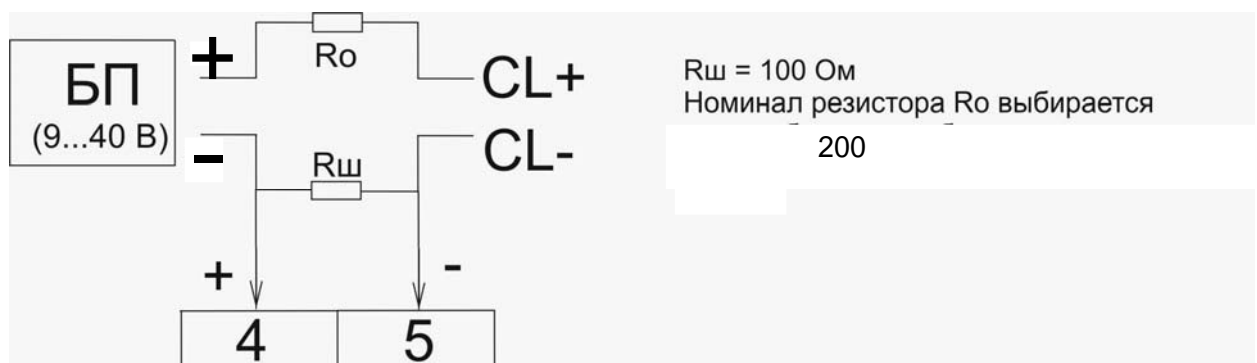 БП
(9...40 В)
+
-
Ro
CL+
CL-
Rш
+
-
4
5
Rш = 100 Ом
Номинал резистора Ro выбирается
200